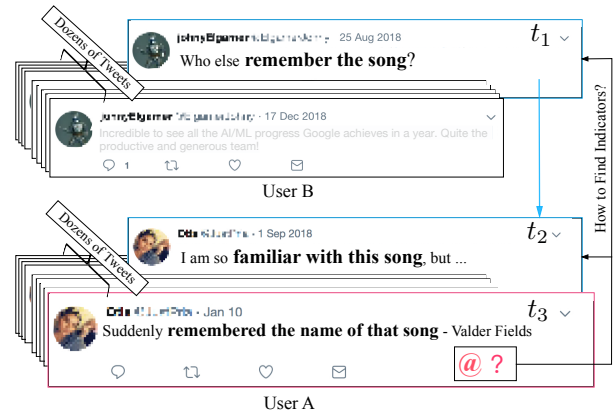 Dozens of Tweets
johnyElgamer · 25 Aug 2018
t1
Who else remember the song?
· 17 Dec 2018
Incredible to see all the AI/ML progress Google achieves in a year. Quite the
productive and generous team!
1
User B
How to Find Indicators?
Dozens of Tweets
· 1 Sep 2018
t2
I am so familiar with this song, but ...
· Jan 10
t3
Suddenly remembered the name of that song - Valder Fields
@ ?
User A